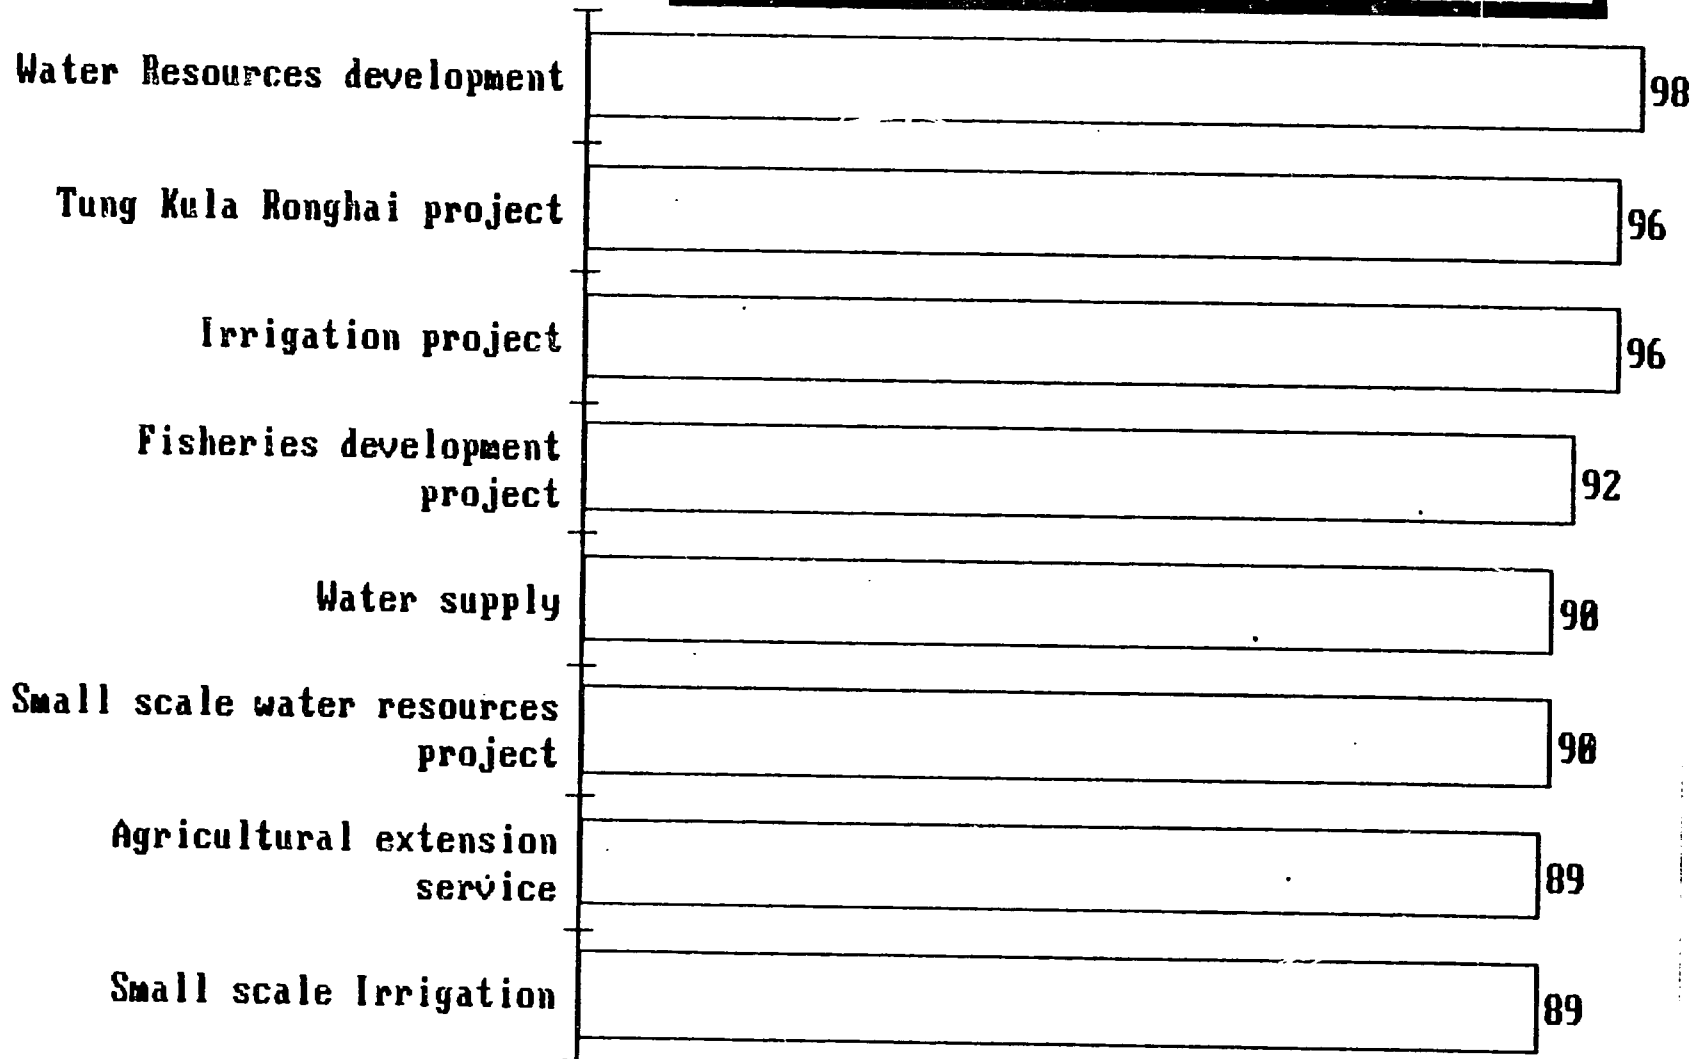 Water Resources development 98
Tung Kula Ronghai project 96
Irrigation project 96
Fisheries development
project 92
Water supply 90
Small scale water resources
project 90
Agricultural extension
service 89
Small scale Irrigation 89